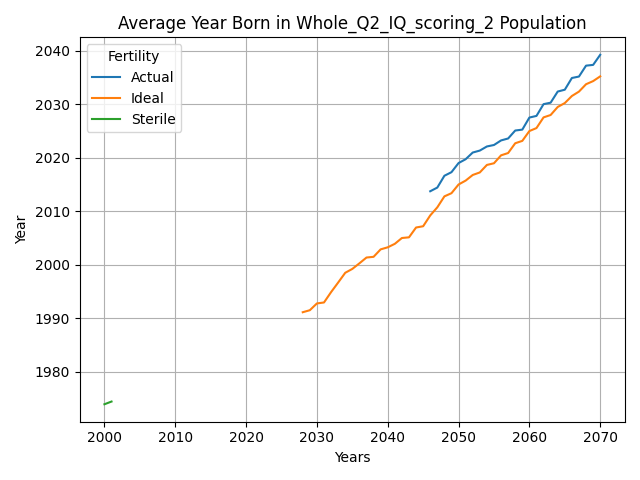 Average Year Born in Whole_Q2_IQ_scoring_2 Population
Fertility
Actual
Ideal
Sterile
Year
2040
2030
2020
2010
2000
1990
1980
2000 2010 2020 2030 2040 2050 2060 2070
Years